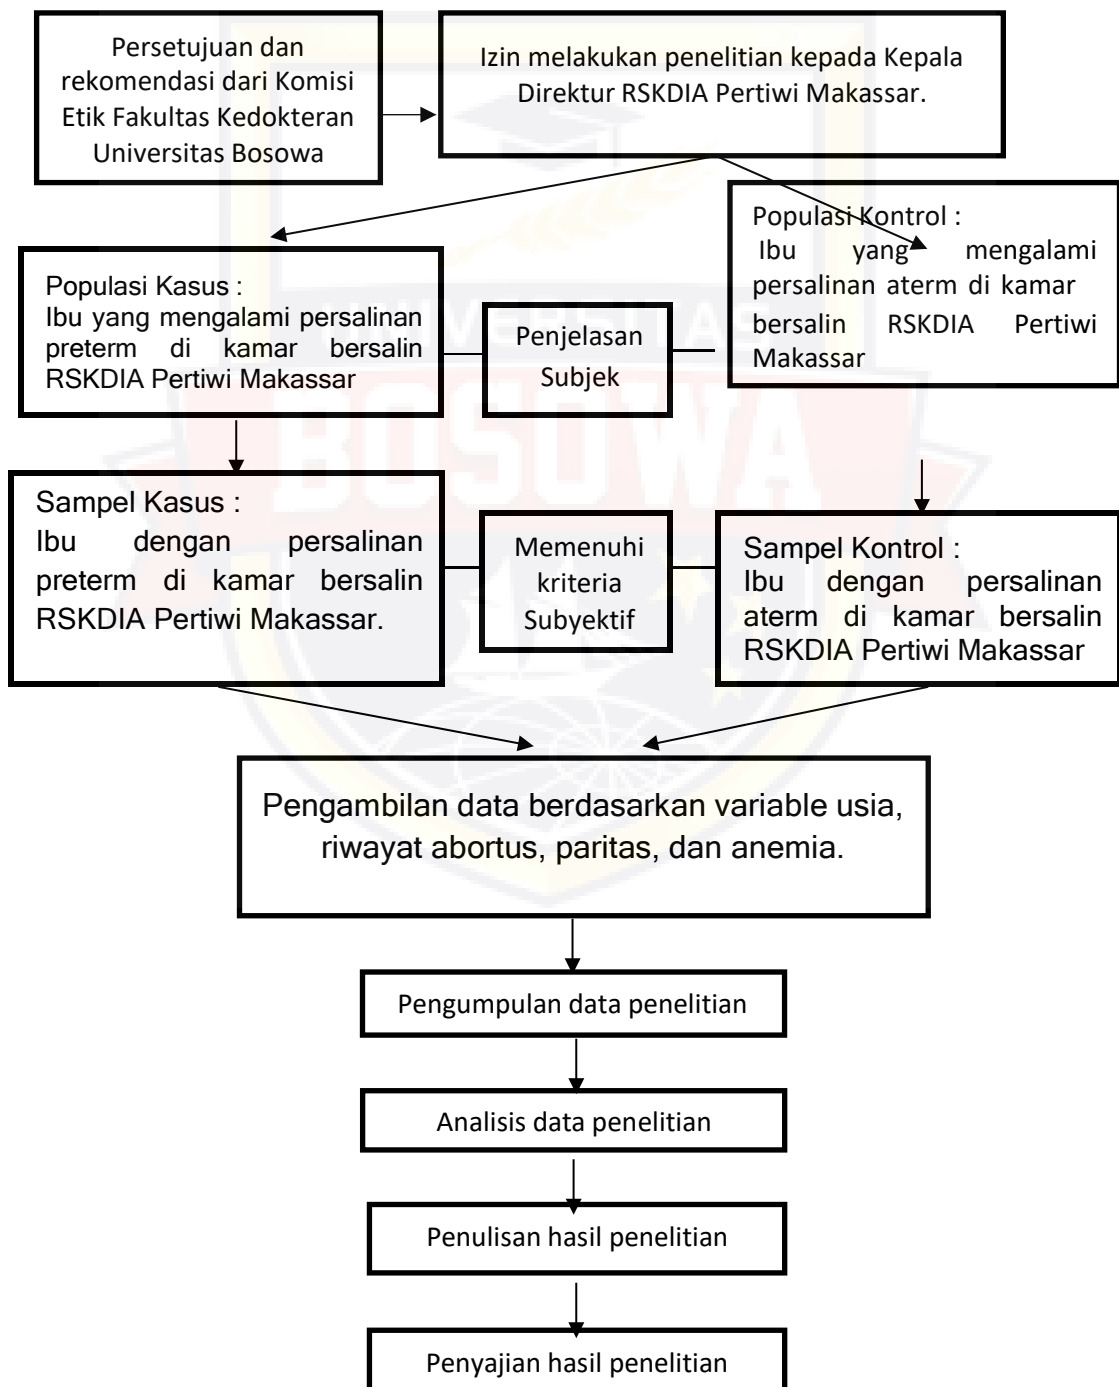 Persetujuan dan
rekomendasi dari Komisi
Etik Fakultas Kedokteran
Universitas Bosowa
Izin melakukan penelitian kepada Kepala
Direktur RSKDIA Pertiwi Makassar.
Populasi Kasus :
Ibu yang mengalami persalinan
preterm di kamar bersalin
RSKDIA Pertiwi Makassar
Penjelasan
Subjek
Populasi Kontrol :
Ibu yang mengalami
persalinan aterm di kamar
bersalin RSKDIA Pertiwi
Makassar
Sampel Kasus :
Ibu dengan persalinan
preterm di kamar bersalin
RSKDIA Pertiwi Makassar.
Memenuhi
kriteria
Subyektif
Sampel Kontrol :
Ibu dengan persalinan
aterm di kamar bersalin
RSKDIA Pertiwi Makassar
Pengambilan data berdasarkan variable usia,
riwayat abortus, paritas, dan anemia.
Pengumpulan data penelitian
Analisis data penelitian
Penulisan hasil penelitian
Penyajian hasil penelitian
UNIVERSITAS
BOSOWA